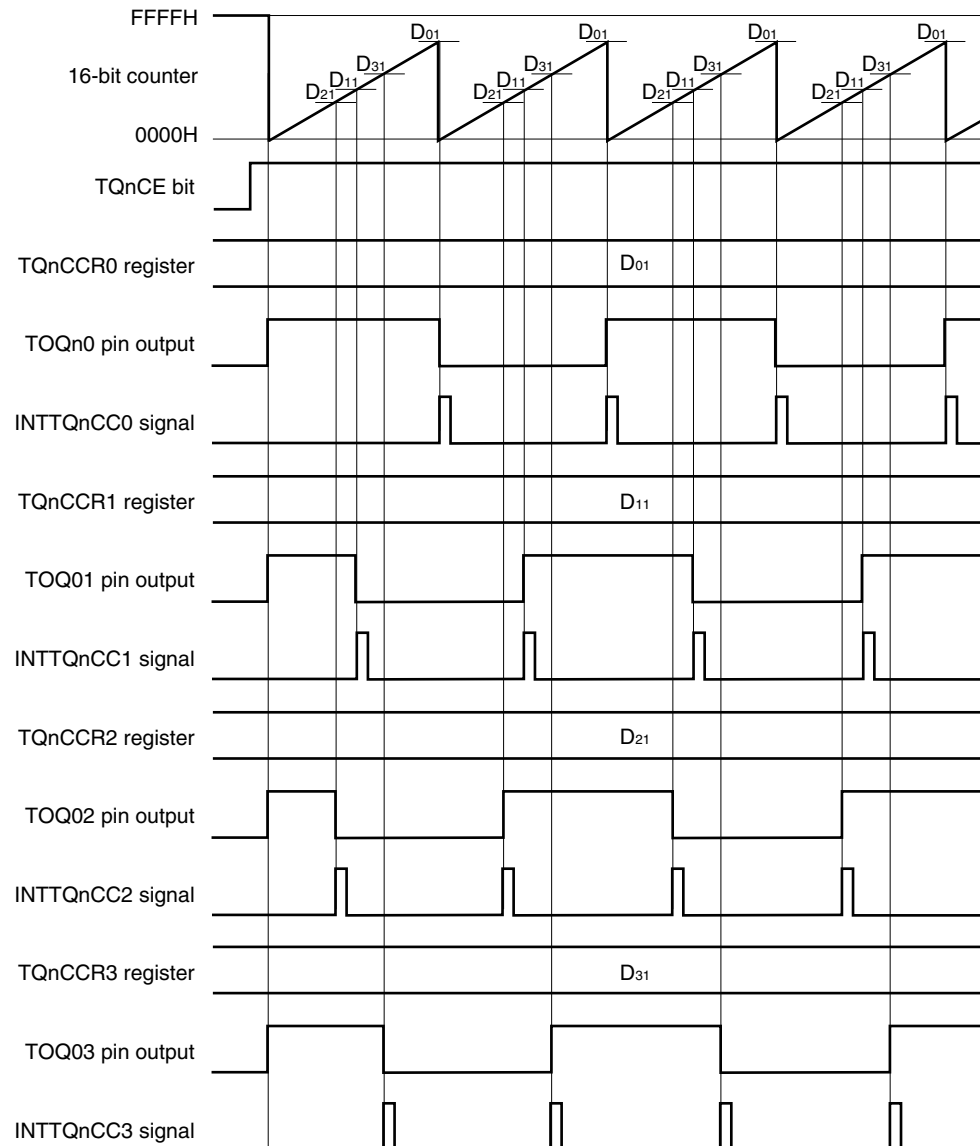 FFFFH
D01 D01 D01 D01
16-bit counter
D31 D31 D31 D31
D11 D11 D11 D11
D21 D21 D21 D21
0000H
TQnCE bit
TQnCCR0 register D01
TOQn0 pin output
INTTQnCC0 signal
TQnCCR1 register D11
TOQ01 pin output
INTTQnCC1 signal
TQnCCR2 register D21
TOQ02 pin output
INTTQnCC2 signal
TQnCCR3 register D31
TOQ03 pin output
INTTQnCC3 signal